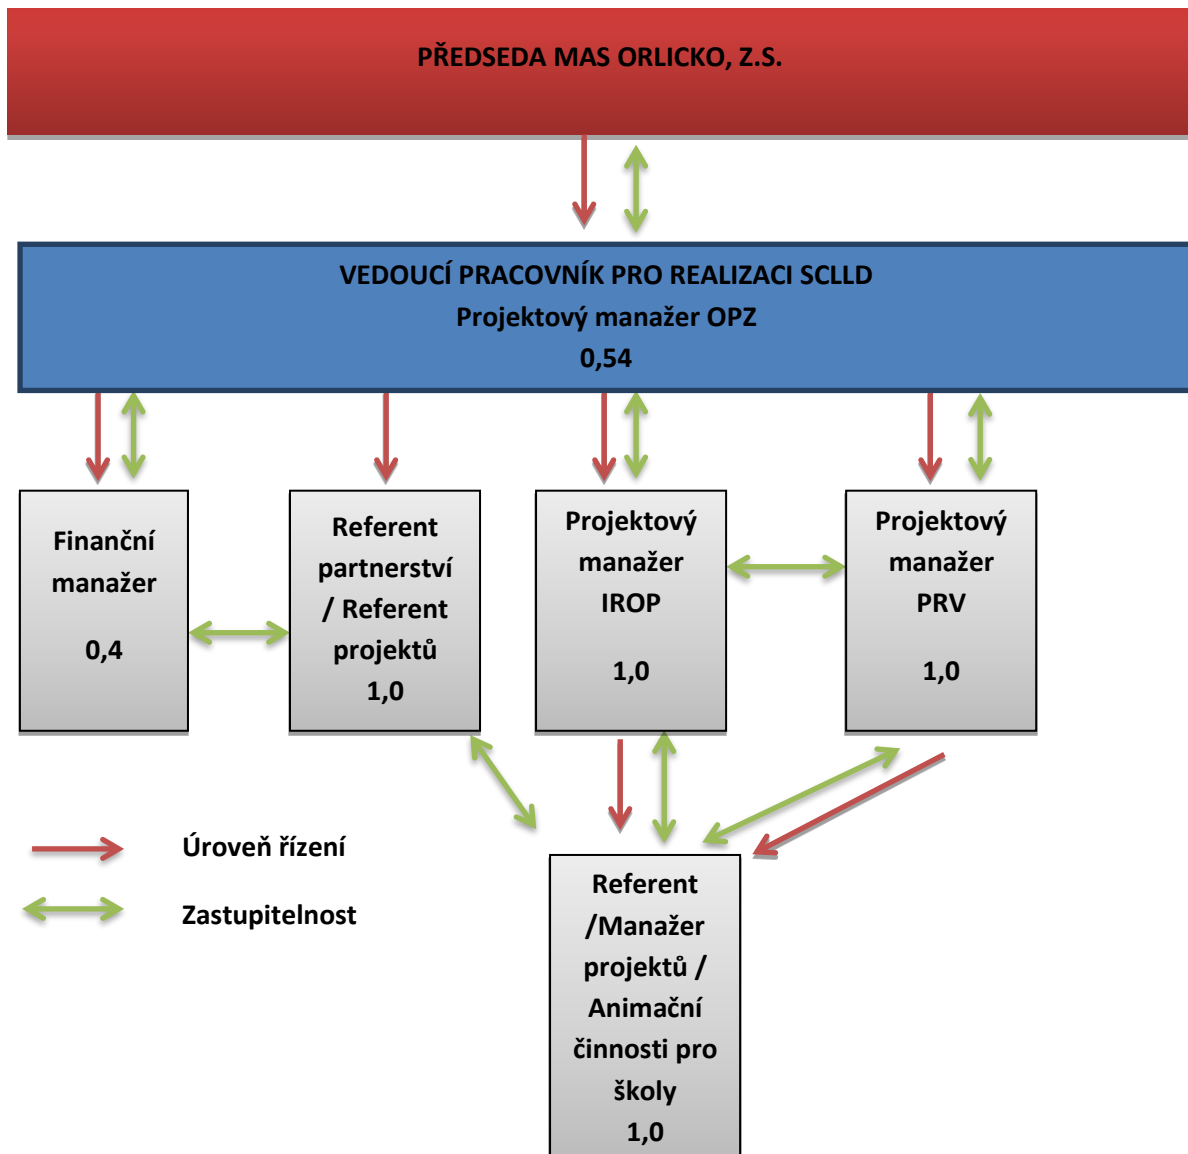 PŘEDSEDA MAS ORLICKO, Z.S.
VEDOUCÍ PRACOVNÍK PRO REALIZACI SCLLD
Projektový manažer OPZ
0,54
Finanční
manažer
0,4
Referent
partnerství
/ Referent
projektů
1,0
Projektový
manažer
IROP
1,0
Projektový
manažer
PRV
1,0
Úroveň řízení
Zastupitelnost
Referent
/Manažer
projektů /
Animační
činnosti pro
školy
1,0